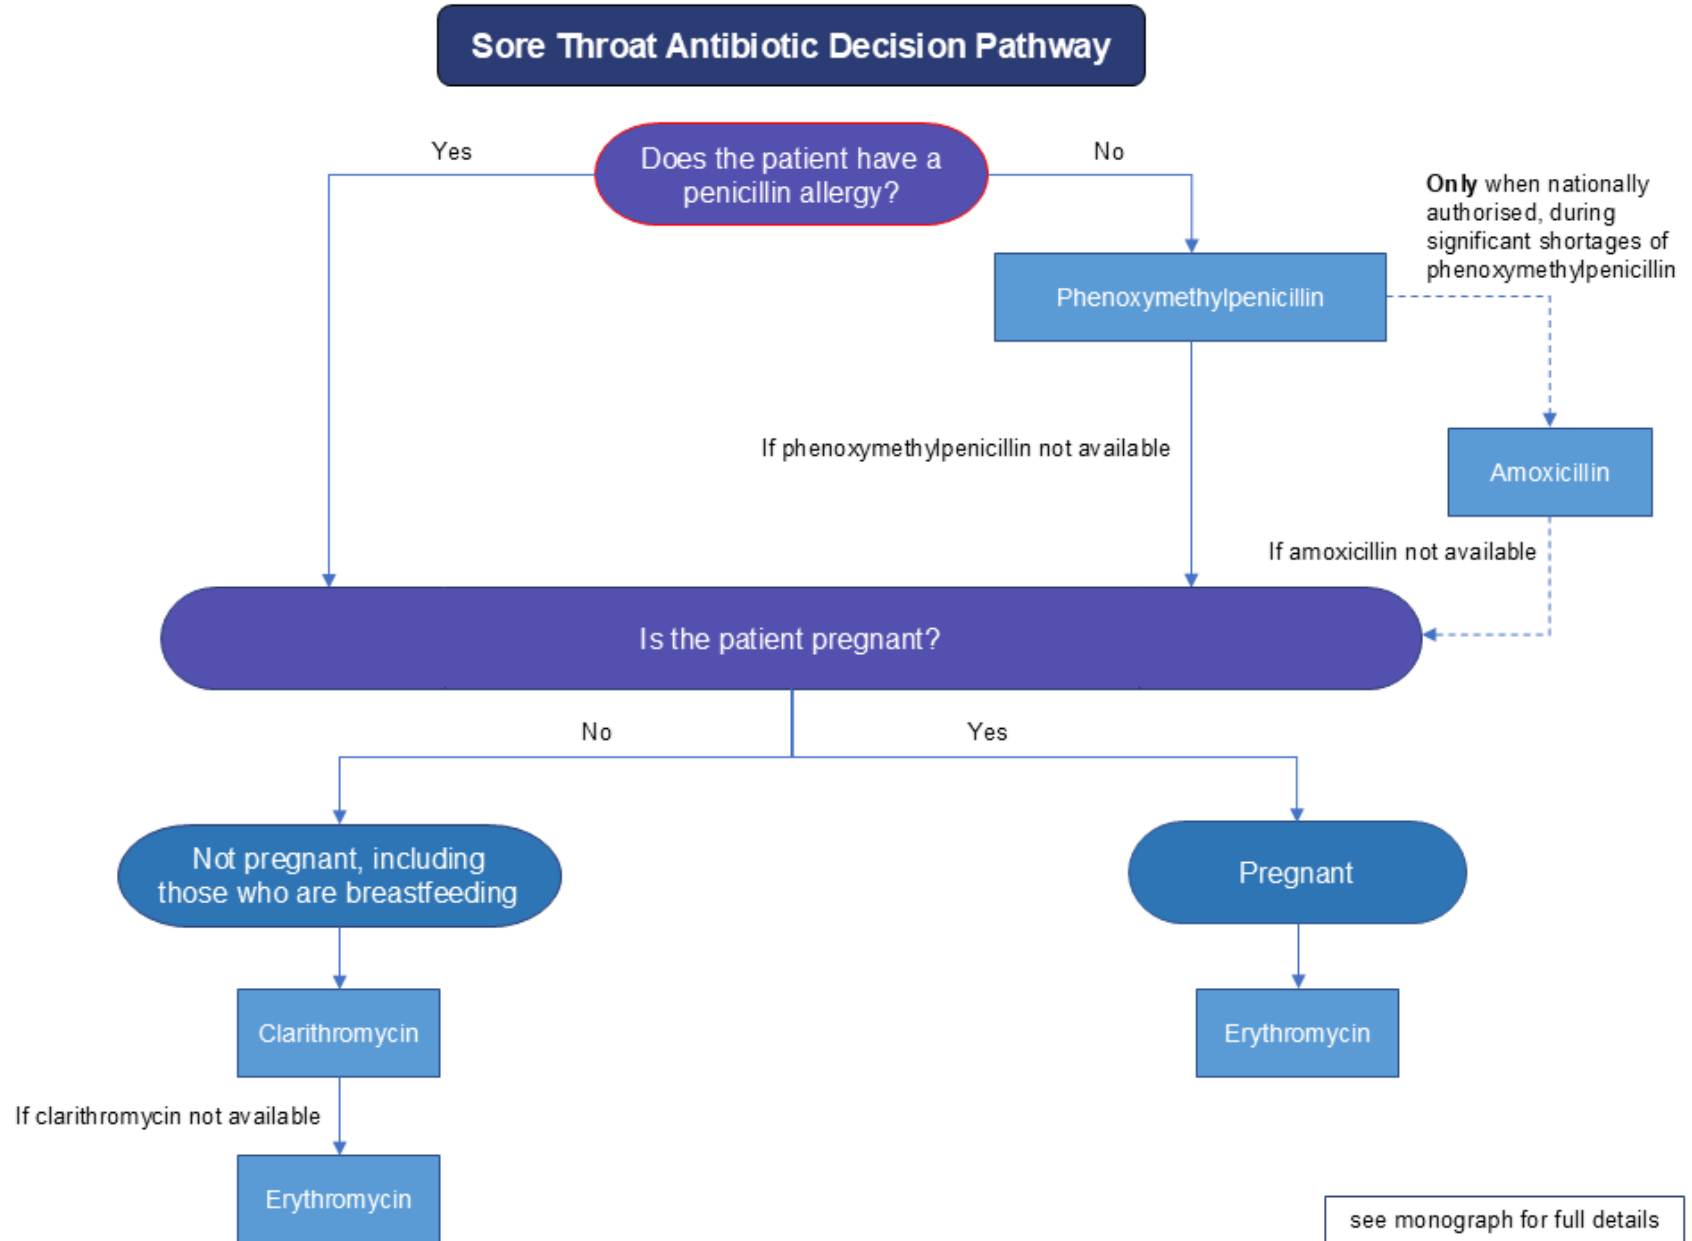 Sore Throat Antibiotic Decision Pathway
Yes
Does the patient have a
penicillin allergy?
No
Only when nationally
authorised, during
significant shortages of
phenoxymethylpenicillin
Phenoxymethylpenicillin
If phenoxymethylpenicillin not available
Amoxicillin
If amoxicillin not available
Is the patient pregnant?
No
Yes
Not pregnant, including
those who are breastfeeding
Pregnant
Clarithromycin
Erythromycin
If clarithromycin not available
Erythromycin
see monograph for full details